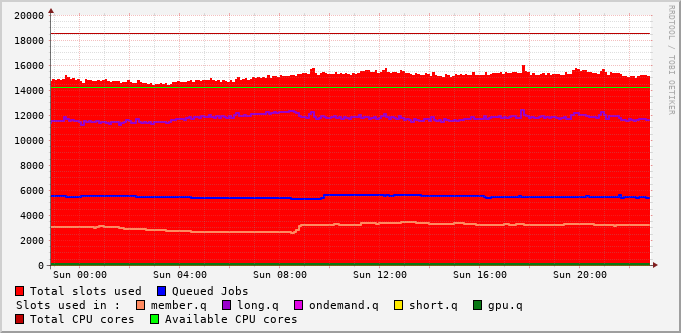 RRDTOOL / TOBI OETIKER
20000
18000
16000
14000
12000
10000
8000
6000
4000
2000
0
Sun 00:00 Sun 04:00 Sun 08:00 Sun 12:00 Sun 16:00 Sun 20:00
Total slots used Queued Jobs
Slots used in : member.q long.q ondemand.q short.q gpu.q
Total CPU cores Available CPU cores